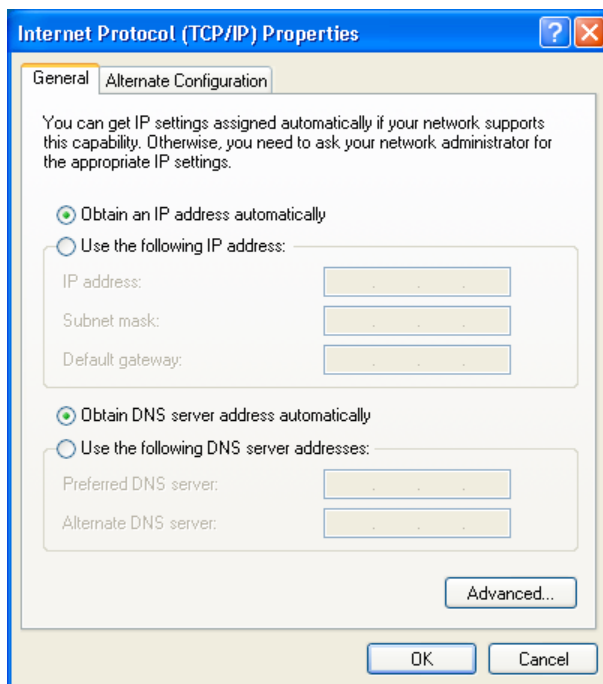 Internet Protocol (TCP/IP) Properties
General
Alternate Configuration
You can get IP settings assigned automatically if your network supports
this capability. Otherwise, you need to ask your network administrator for
the appropriate IP settings.
Obtain an IP address automatically
Use the following IP address:
IP address:
Subnet mask:
Default gateway:
Obtain DNS server address automatically
Use the following DNS server addresses:
Preferred DNS server:
Alternate DNS server:
Advanced...
OK
Cancel